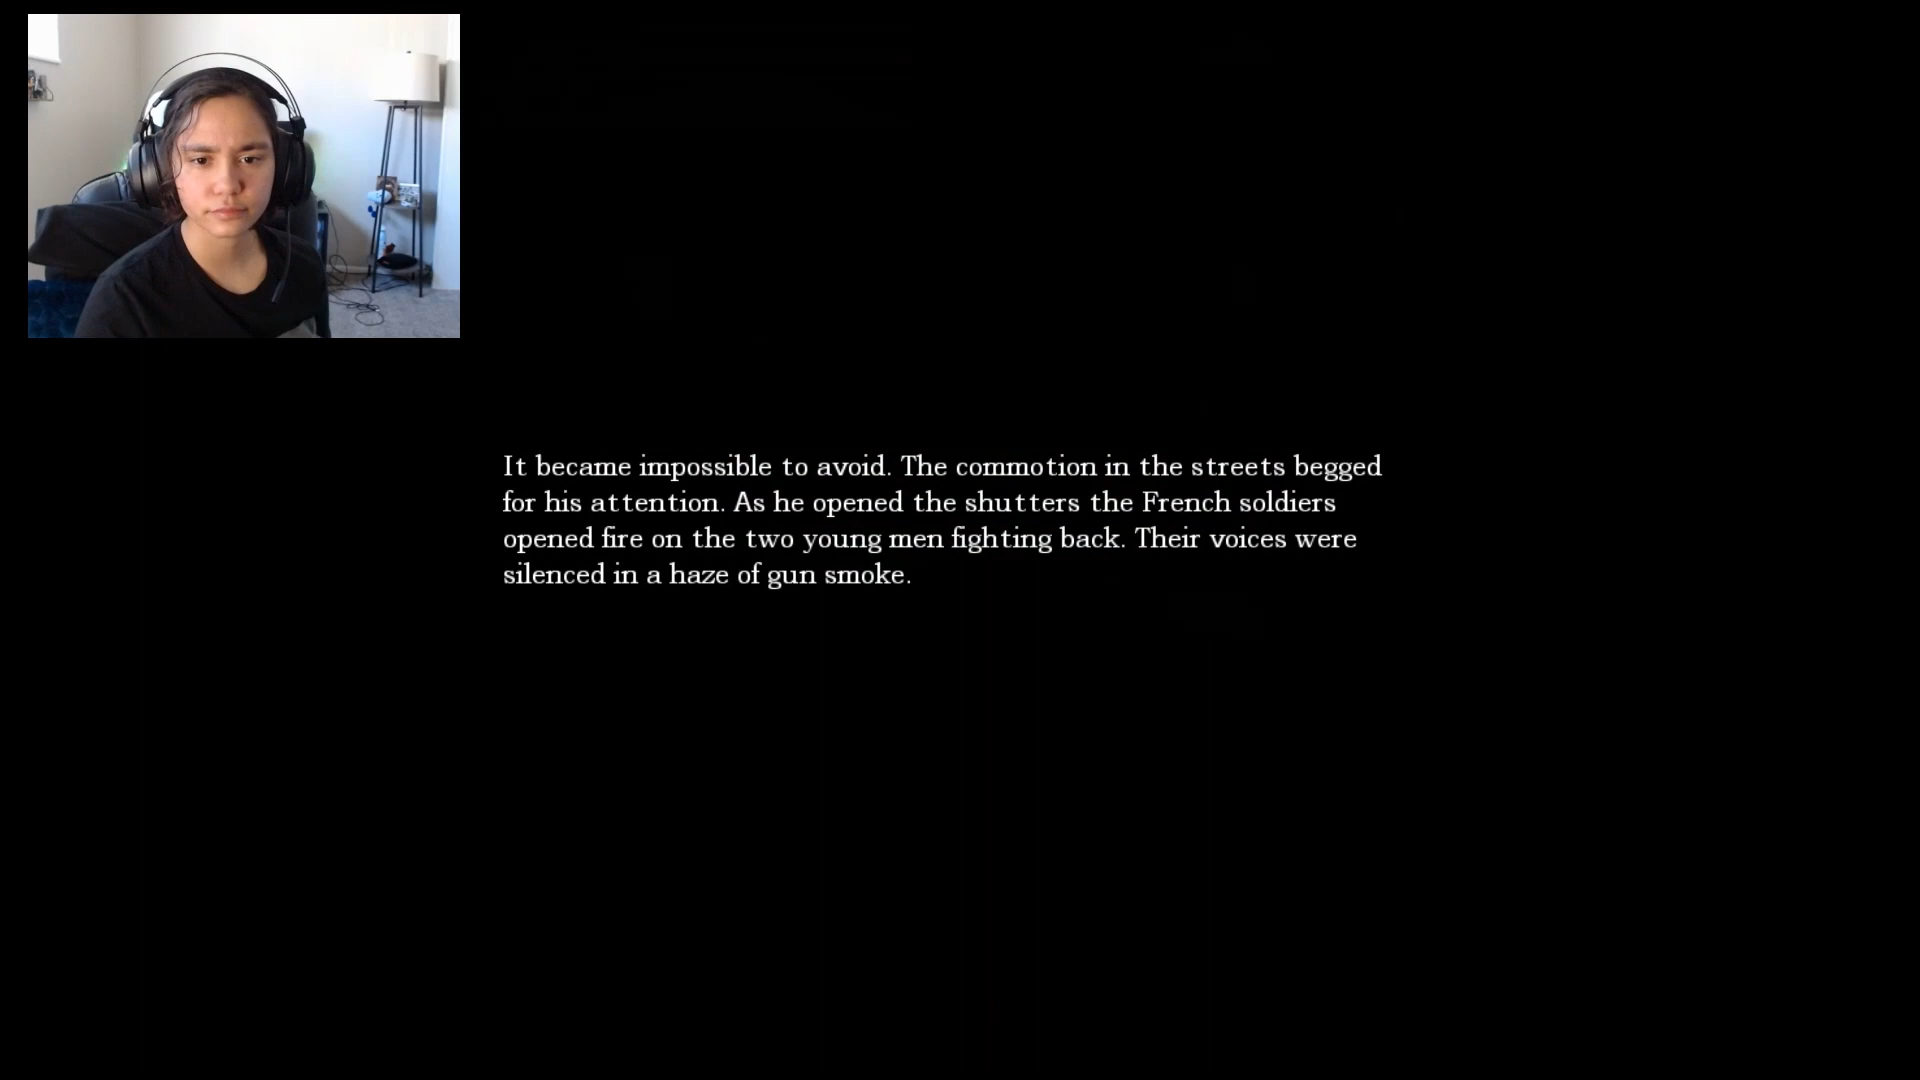 It became impossible to avoid. The commotion in the streets begged
for his attention. As he opened the shutters the French soldiers
opened fire on the two young men fighting back. Their voices were
silenced in a haze of gun smoke.